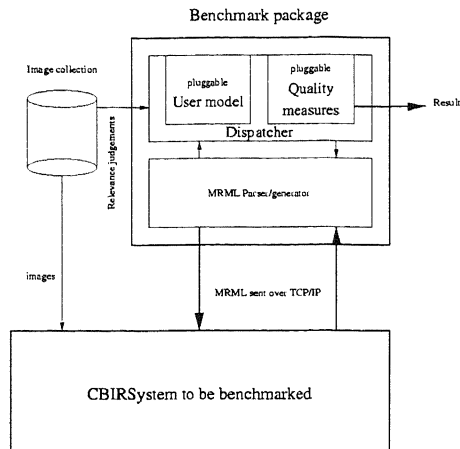 Benchmark package
Image collection
pluggable
User model
pluggable
Quality
measures
Result
Dispatcher
Relevance judgements
MRML Parser/generator
images
MRML sent over TCP/IP
CBIRSystem to be benchmarked